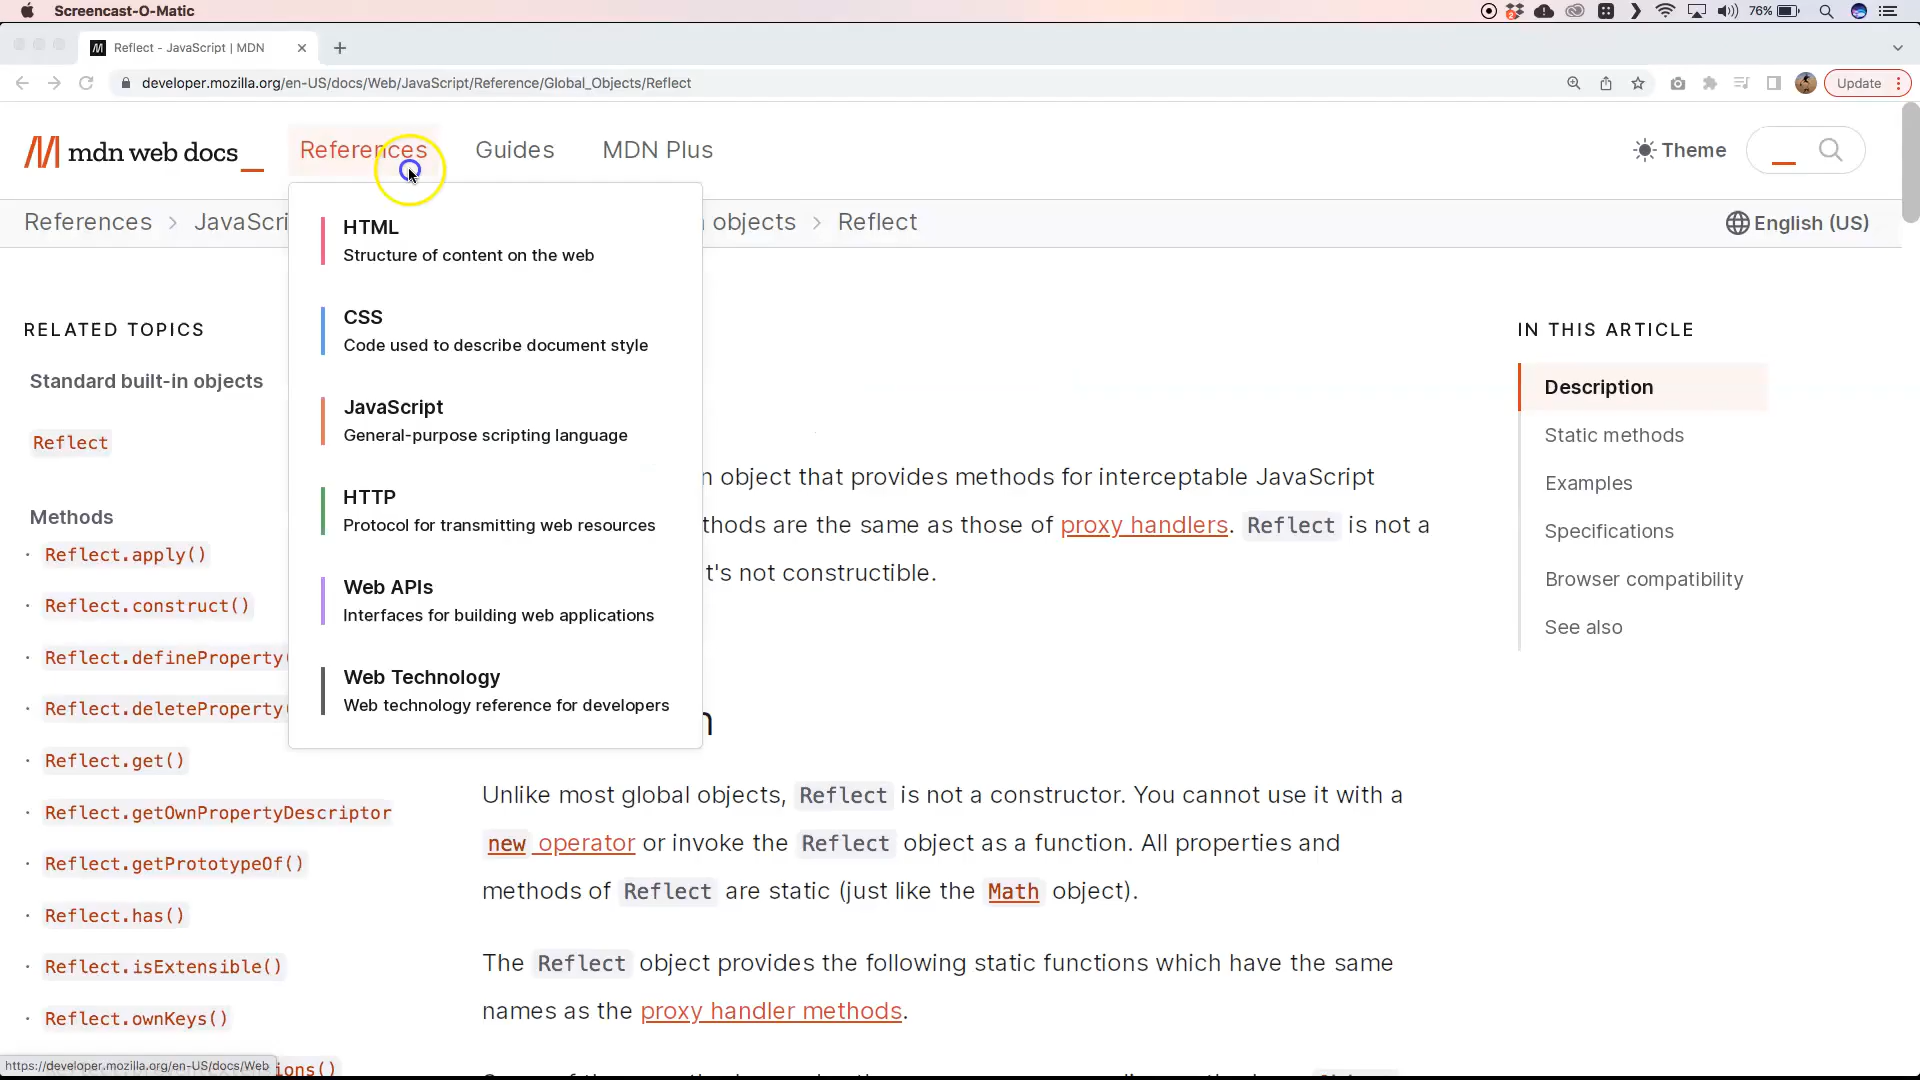 Screencast-O-Matic
76%
Reflect - JavaScript | MDN
developer.mozilla.org/en-US/docs/Web/JavaScript/Reference/Global_Objects/Reflect
Update
mdn web docs
References
Guides
MDN Plus
Theme
References > JavaScri
objects > Reflect
English (US)
HTML
Structure of content on the web
CSS
Code used to describe document style
JavaScript
General-purpose scripting language
HTTP
Protocol for transmitting web resources
Web APIs
Interfaces for building web applications
Web Technology
Web technology reference for developers
RELATED TOPICS
Standard built-in objects
Reflect
Methods
Reflect.apply()
Reflect.construct()
Reflect.defineProperty(
Reflect.deleteProperty(
Reflect.get()
Reflect.getOwnPropertyDescriptor
Reflect.getPrototypeOf()
Reflect.has()
Reflect.isExtensible()
Reflect.ownKeys()
ions()
n object that provides methods for interceptable JavaScript
thods are the same as those of proxy handlers. Reflect is not a
t's not constructible.
n
Unlike most global objects, Reflect is not a constructor. You cannot use it with a
new operator or invoke the Reflect object as a function. All properties and
methods of Reflect are static (just like the Math object).
The Reflect object provides the following static functions which have the same
names as the proxy handler methods.
IN THIS ARTICLE
Description
Static methods
Examples
Specifications
Browser compatibility
See also
https://developer.mozilla.org/en-US/docs/Web